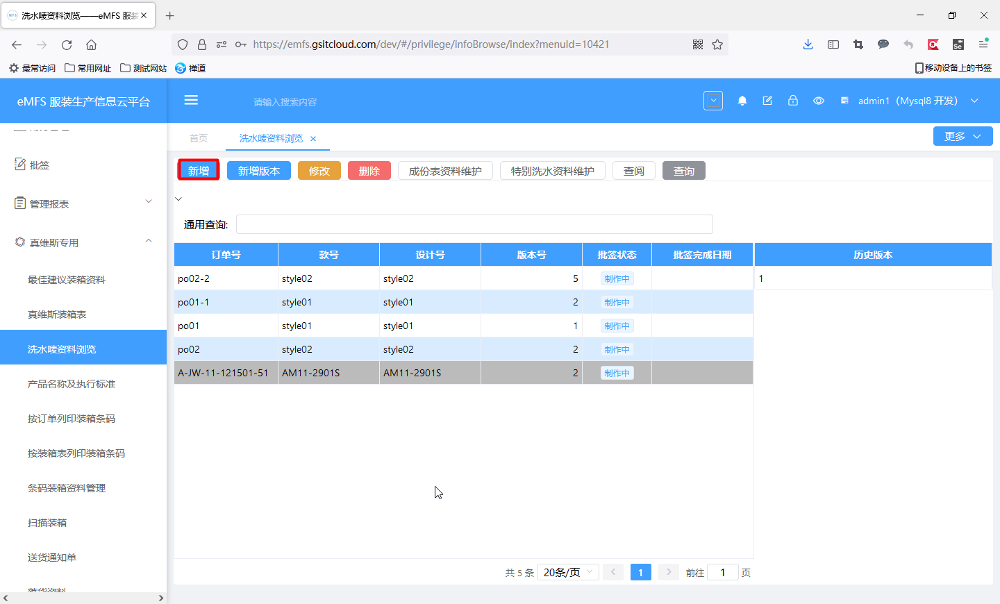 洗水唛资料浏览——eMFS 服装
https://emfs.gsitcloud.com/dev/#/privilege/infoBrowse/index?menuId=10421
最常访问 常用网址 测试网站 禅道 移动设备上的书签
eMFS 服装生产信息云平台
请输入搜索内容
admin1（Mysql8 开发）
首页 洗水唛资料浏览 更多
批签
管理报表
真维斯专用
最佳建议装箱资料
真维斯装箱表
洗水唛资料浏览
产品名称及执行标准
按订单列印装箱条码
按装箱表列印装箱条码
条码装箱资料管理
扫描装箱
送货通知单
新增 新增版本 修改 删除 成份表资料维护 特别洗水资料维护 查阅 查询
通用查询:
订单号 款号 设计号 版本号 批签状态 批签完成日期 历史版本
po02-2 style02 style02 5 制作中 1
po01-1 style01 style01 2 制作中
po01 style01 style01 1 制作中
po02 style02 style02 2 制作中
A-JW-11-121501-51 AM11-2901S AM11-2901S 2 制作中
共 5 条 20条/页 1 前往 1 页